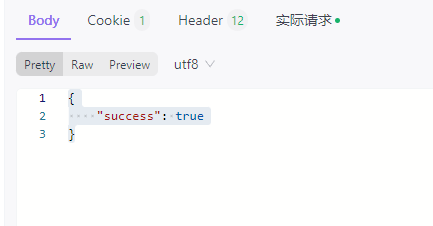 Body Cookie 1 Header 12 实际请求
Pretty Raw Preview utf8
1 {
2 "success": true
3 }